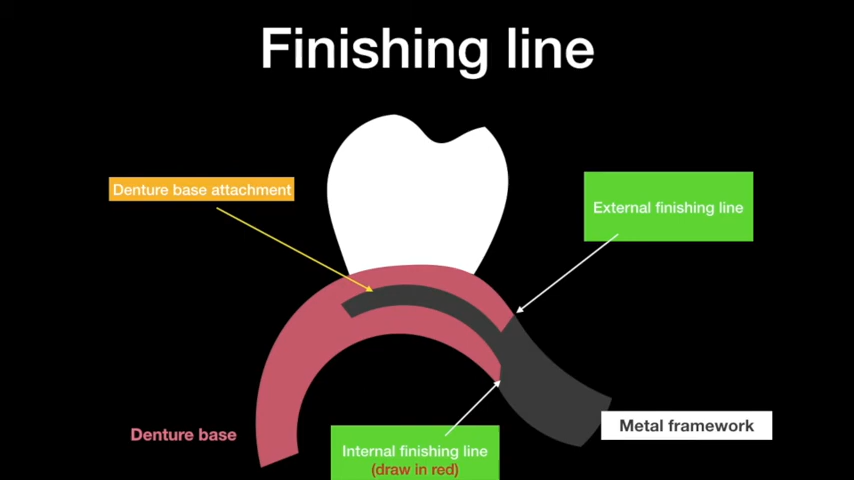 Finishing line
Denture base attachment
External finishing line
Metal framework
Denture base
Internal finishing line
(draw in red)